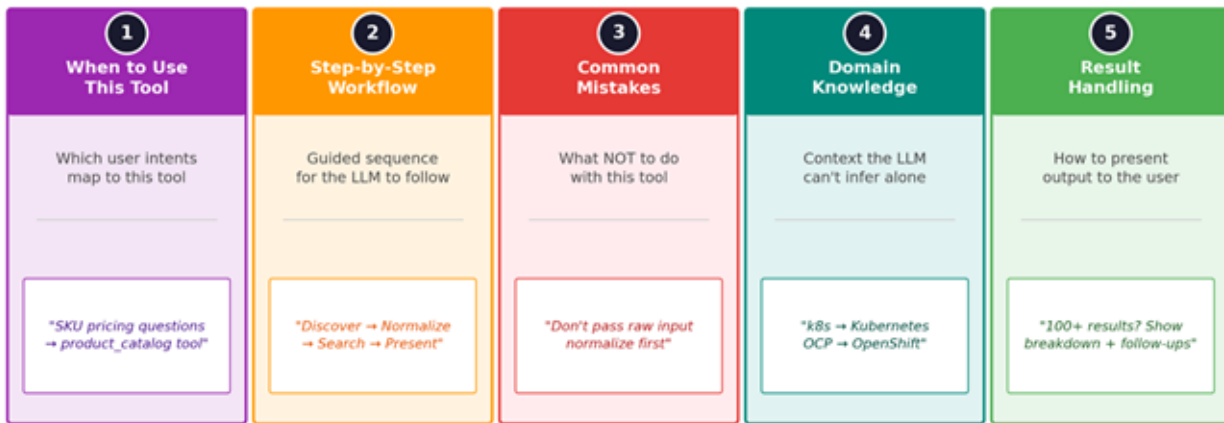 1
When to Use
This Tool
Which user intents
map to this tool
"SKU pricing questions
→ product_catalog tool"
2
Step-by-Step
Workflow
Guided sequence
for the LLM to follow
"Discover → Normalize
→ Search → Present"
3
Common
Mistakes
What NOT to do
with this tool
"Don't pass raw input
normalize first"
4
Domain
Knowledge
Context the LLM
can't infer alone
"k8s → Kubernetes
OCP → OpenShift"
5
Result
Handling
How to present
output to the user
"100+ results? Show
breakdown + follow-ups"